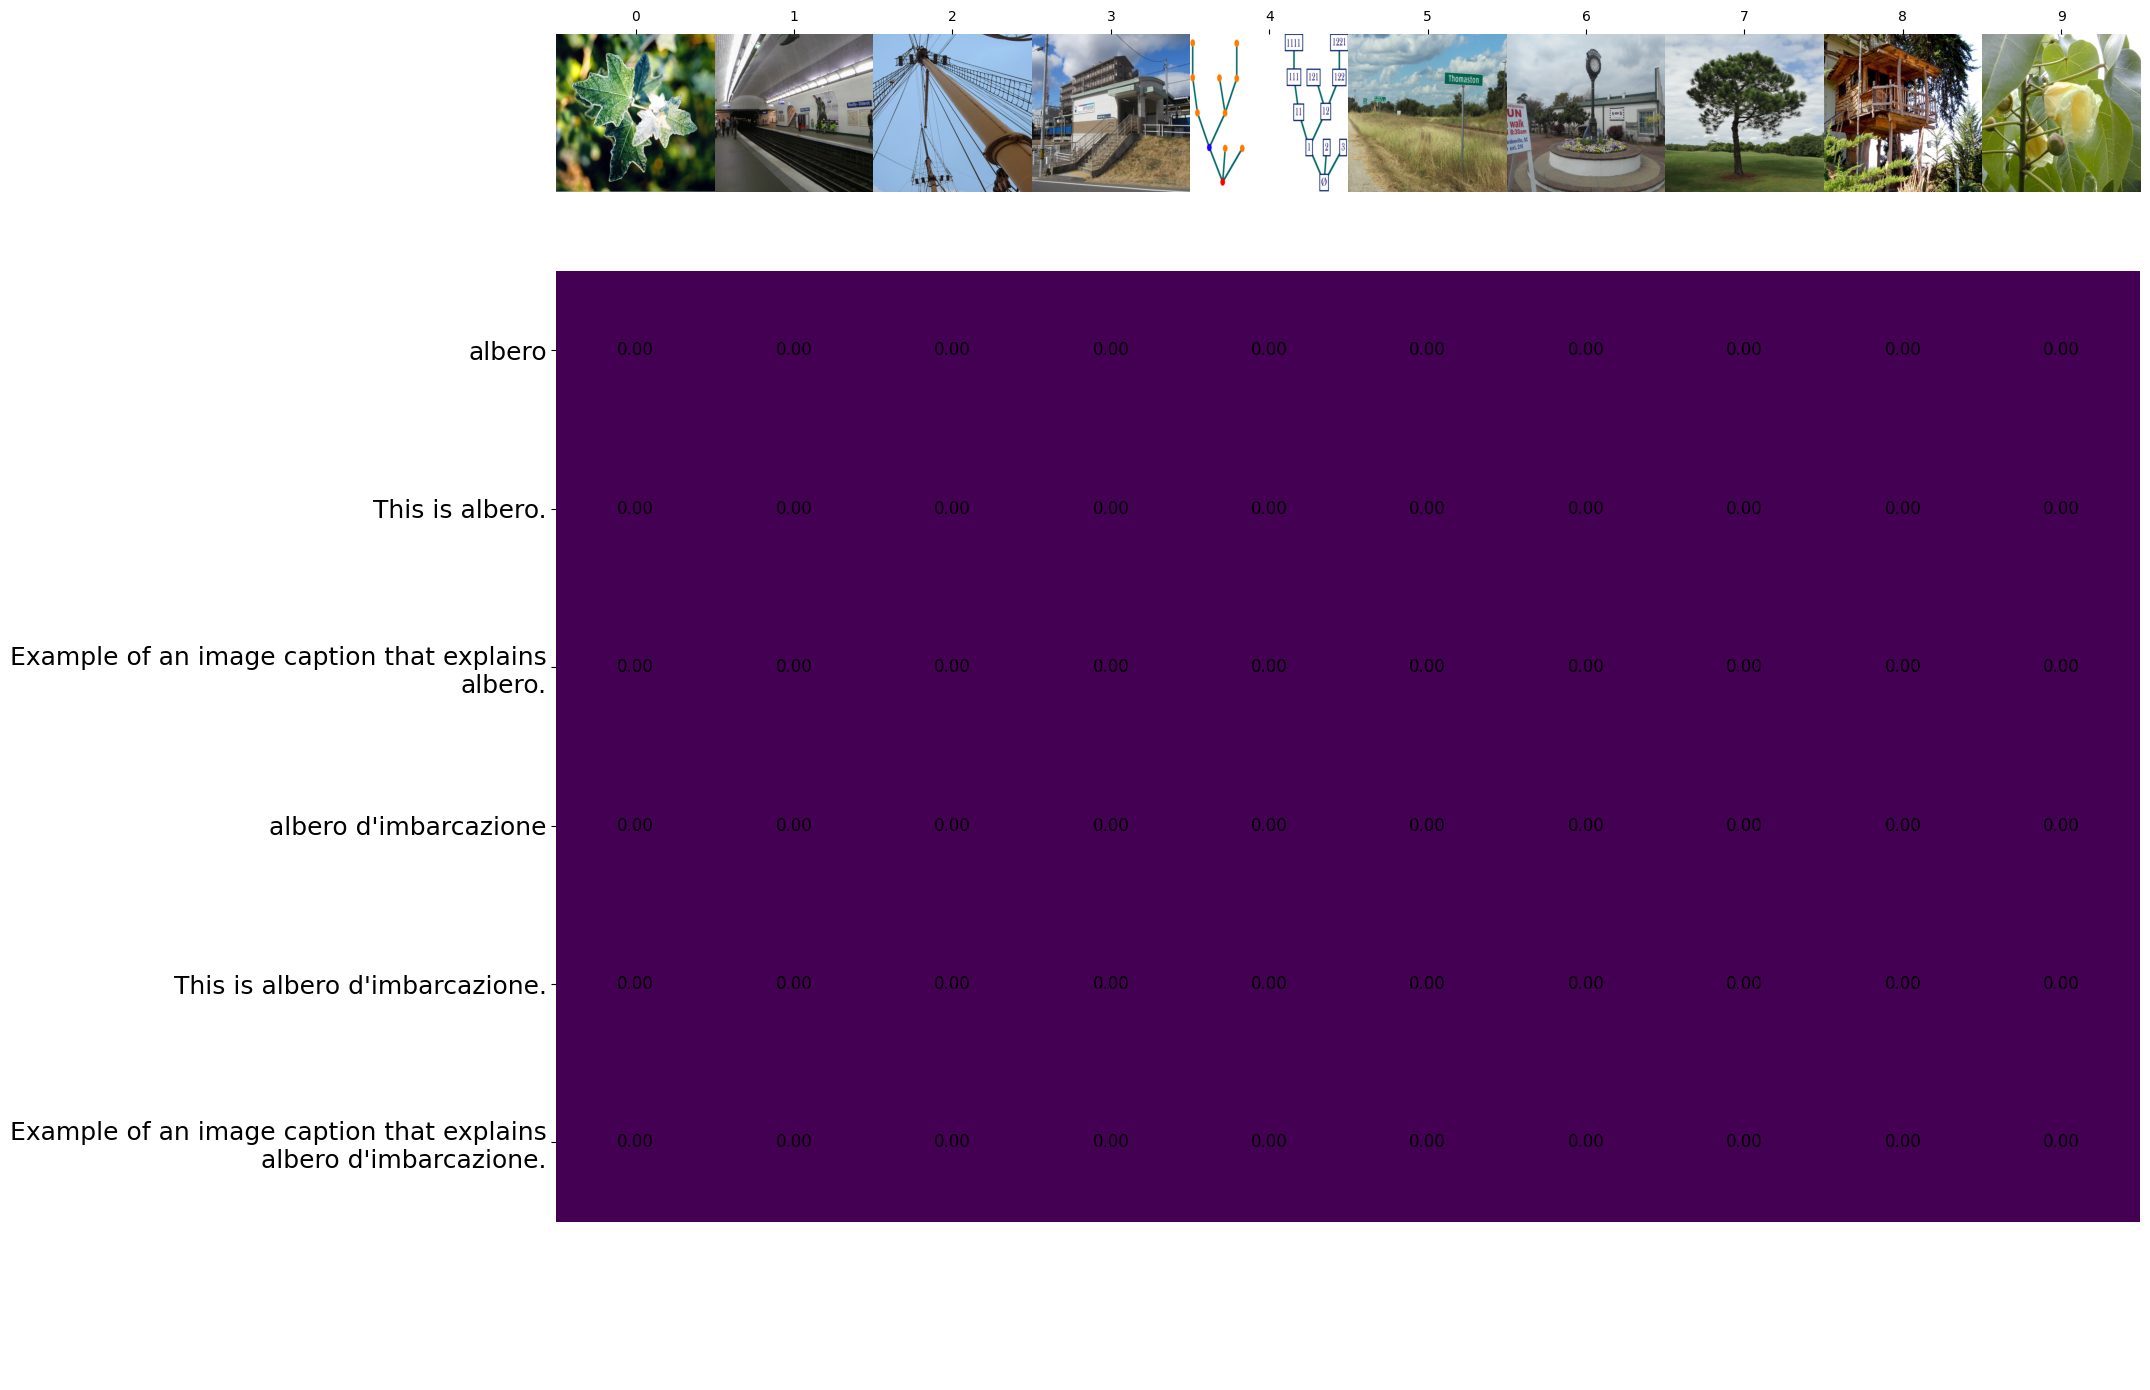 0 1 2 3 4 5 6 7 8 9
1111 1221
111 121 122
Thomaston
11 12
UN
walk
1 2 3
Ø
albero 0.00 0.00 0.00 0.00 0.00 0.00 0.00 0.00 0.00 0.00
This is albero. 0.00 0.00 0.00 0.00 0.00 0.00 0.00 0.00 0.00 0.00
Example of an image caption that explains
albero. 0.00 0.00 0.00 0.00 0.00 0.00 0.00 0.00 0.00 0.00
albero d'imbarcazione 0.00 0.00 0.00 0.00 0.00 0.00 0.00 0.00 0.00 0.00
This is albero d'imbarcazione. 0.00 0.00 0.00 0.00 0.00 0.00 0.00 0.00 0.00 0.00
Example of an image caption that explains
albero d'imbarcazione. 0.00 0.00 0.00 0.00 0.00 0.00 0.00 0.00 0.00 0.00